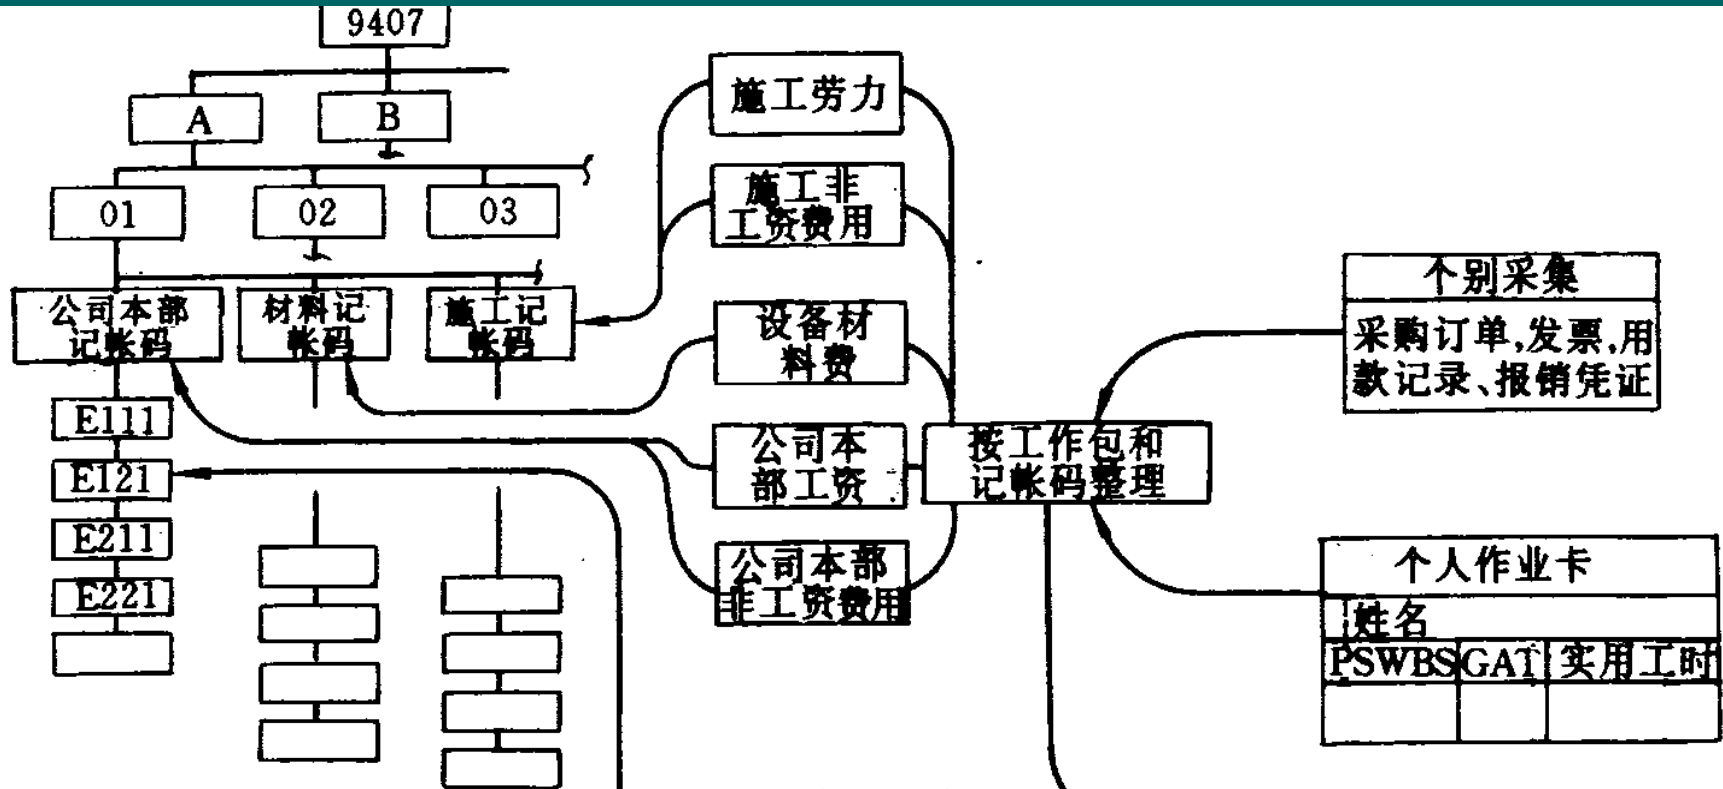 9407
A
B
01
02
03
公司本部
记帐码
材料记
帐码
施工记
帐码
E111
E121
E211
E221
施工劳力
施工非
工资费用
设备材
料费
公司本
部工资
公司本部
非工资费用
按工作包和
记帐码整理
个别采集
采购订单,发票,用
款记录、报销凭证
个人作业卡
姓名
PSWBS GAT 实用工时